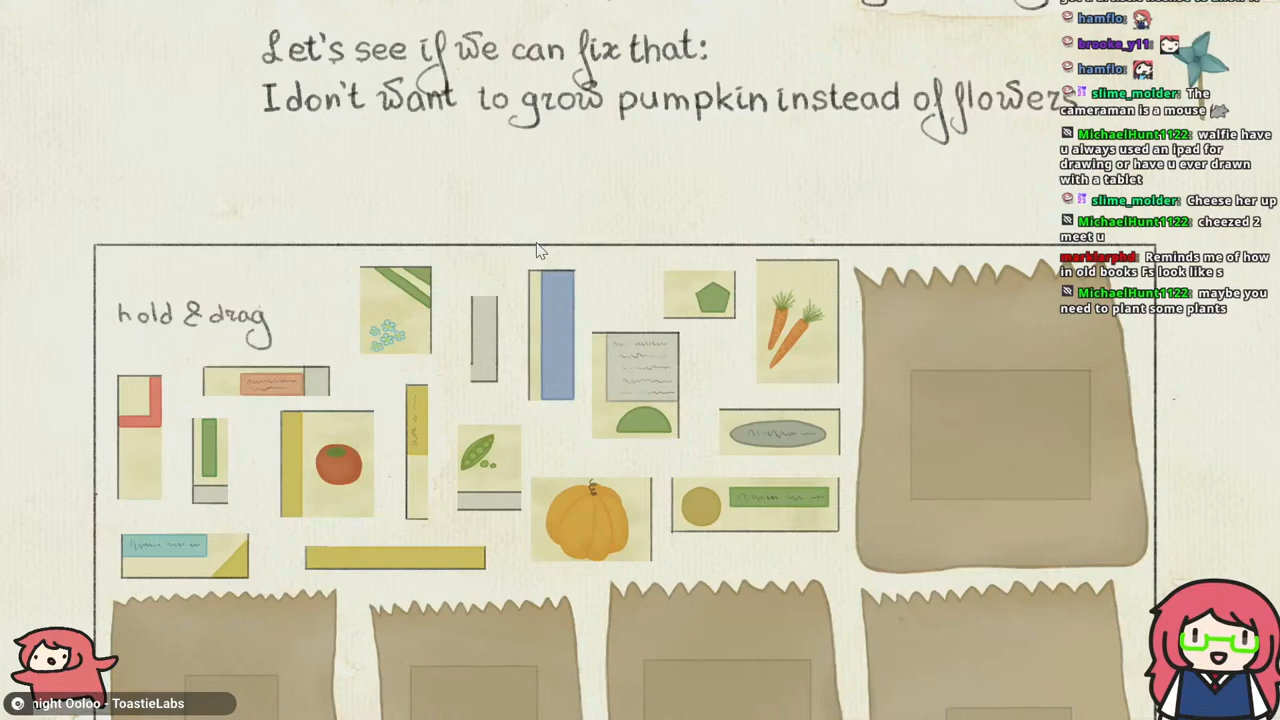 Let's see if we can fix that:
I don't want to grow pumpkin instead of flowers
hold & drag
hamflo:
brooke_y11:
hamflo:
slime_molder: The
cameraman is a mouse
MichaelHunt1122: walfie have
u always used an ipad for
drawing or have u ever drawn
with a tablet
slime_molder: Cheese her up
MichaelHunt1122: cheezed 2
meet u
markiarphd: Reminds me of how
in old books Fs look like s
MichaelHunt1122: maybe you
need to plant some plants
night Ooloo - ToastieLabs